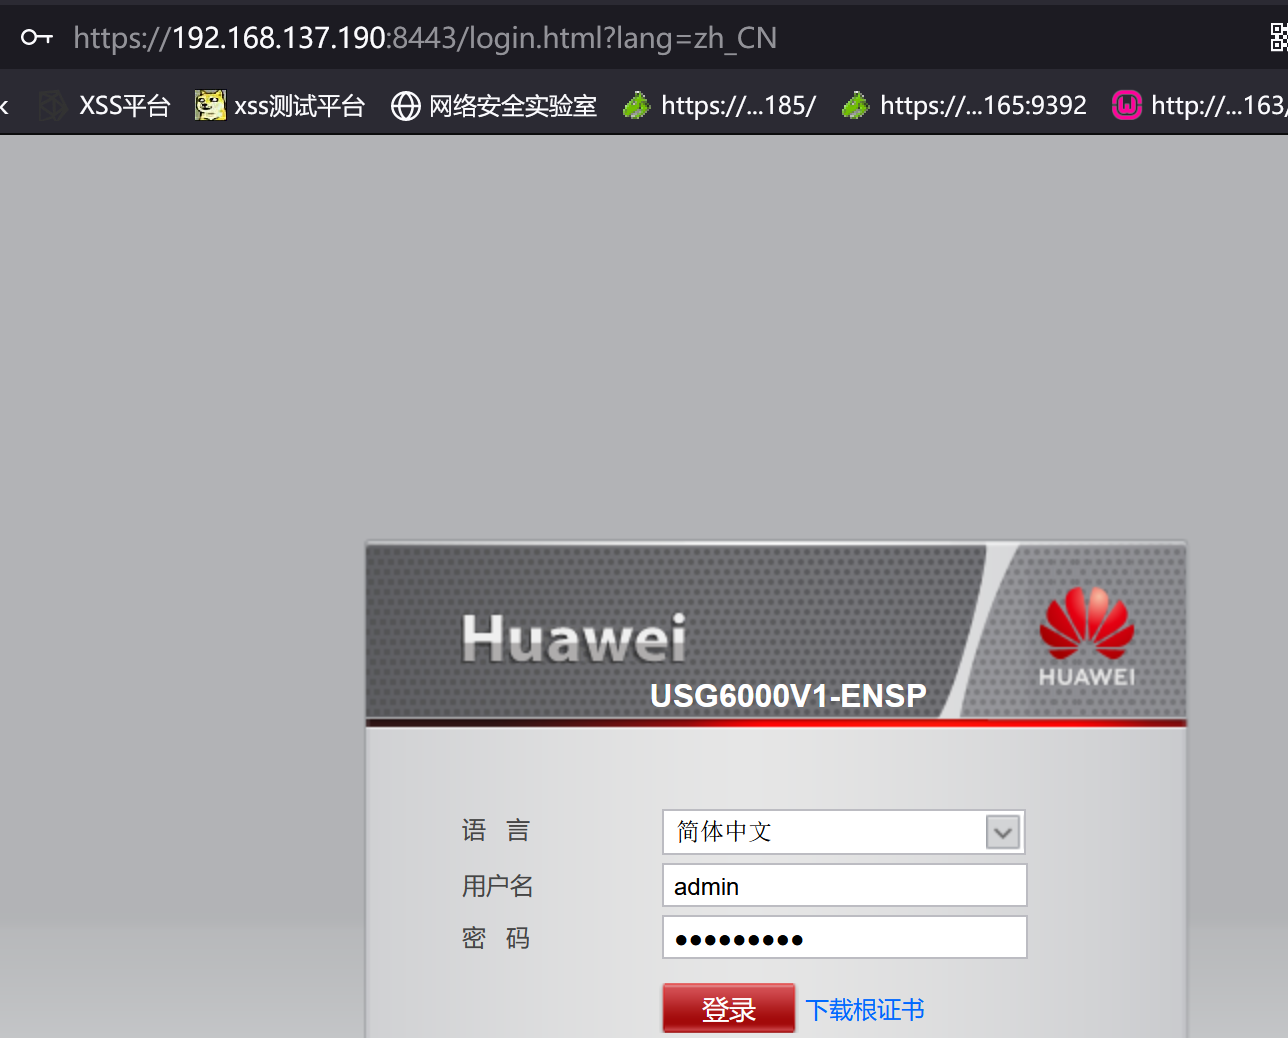 https://192.168.137.190:8443/login.html?lang=zh_CN
XSS平台 xss测试平台 网络安全实验室 https://...185/ https://...165:9392 http://...163/
Huawei
HUAWEI
USG6000V1-ENSP
语 言 简体中文
用户名 admin
密 码 ●●●●●●●●●
登录 下载根证书